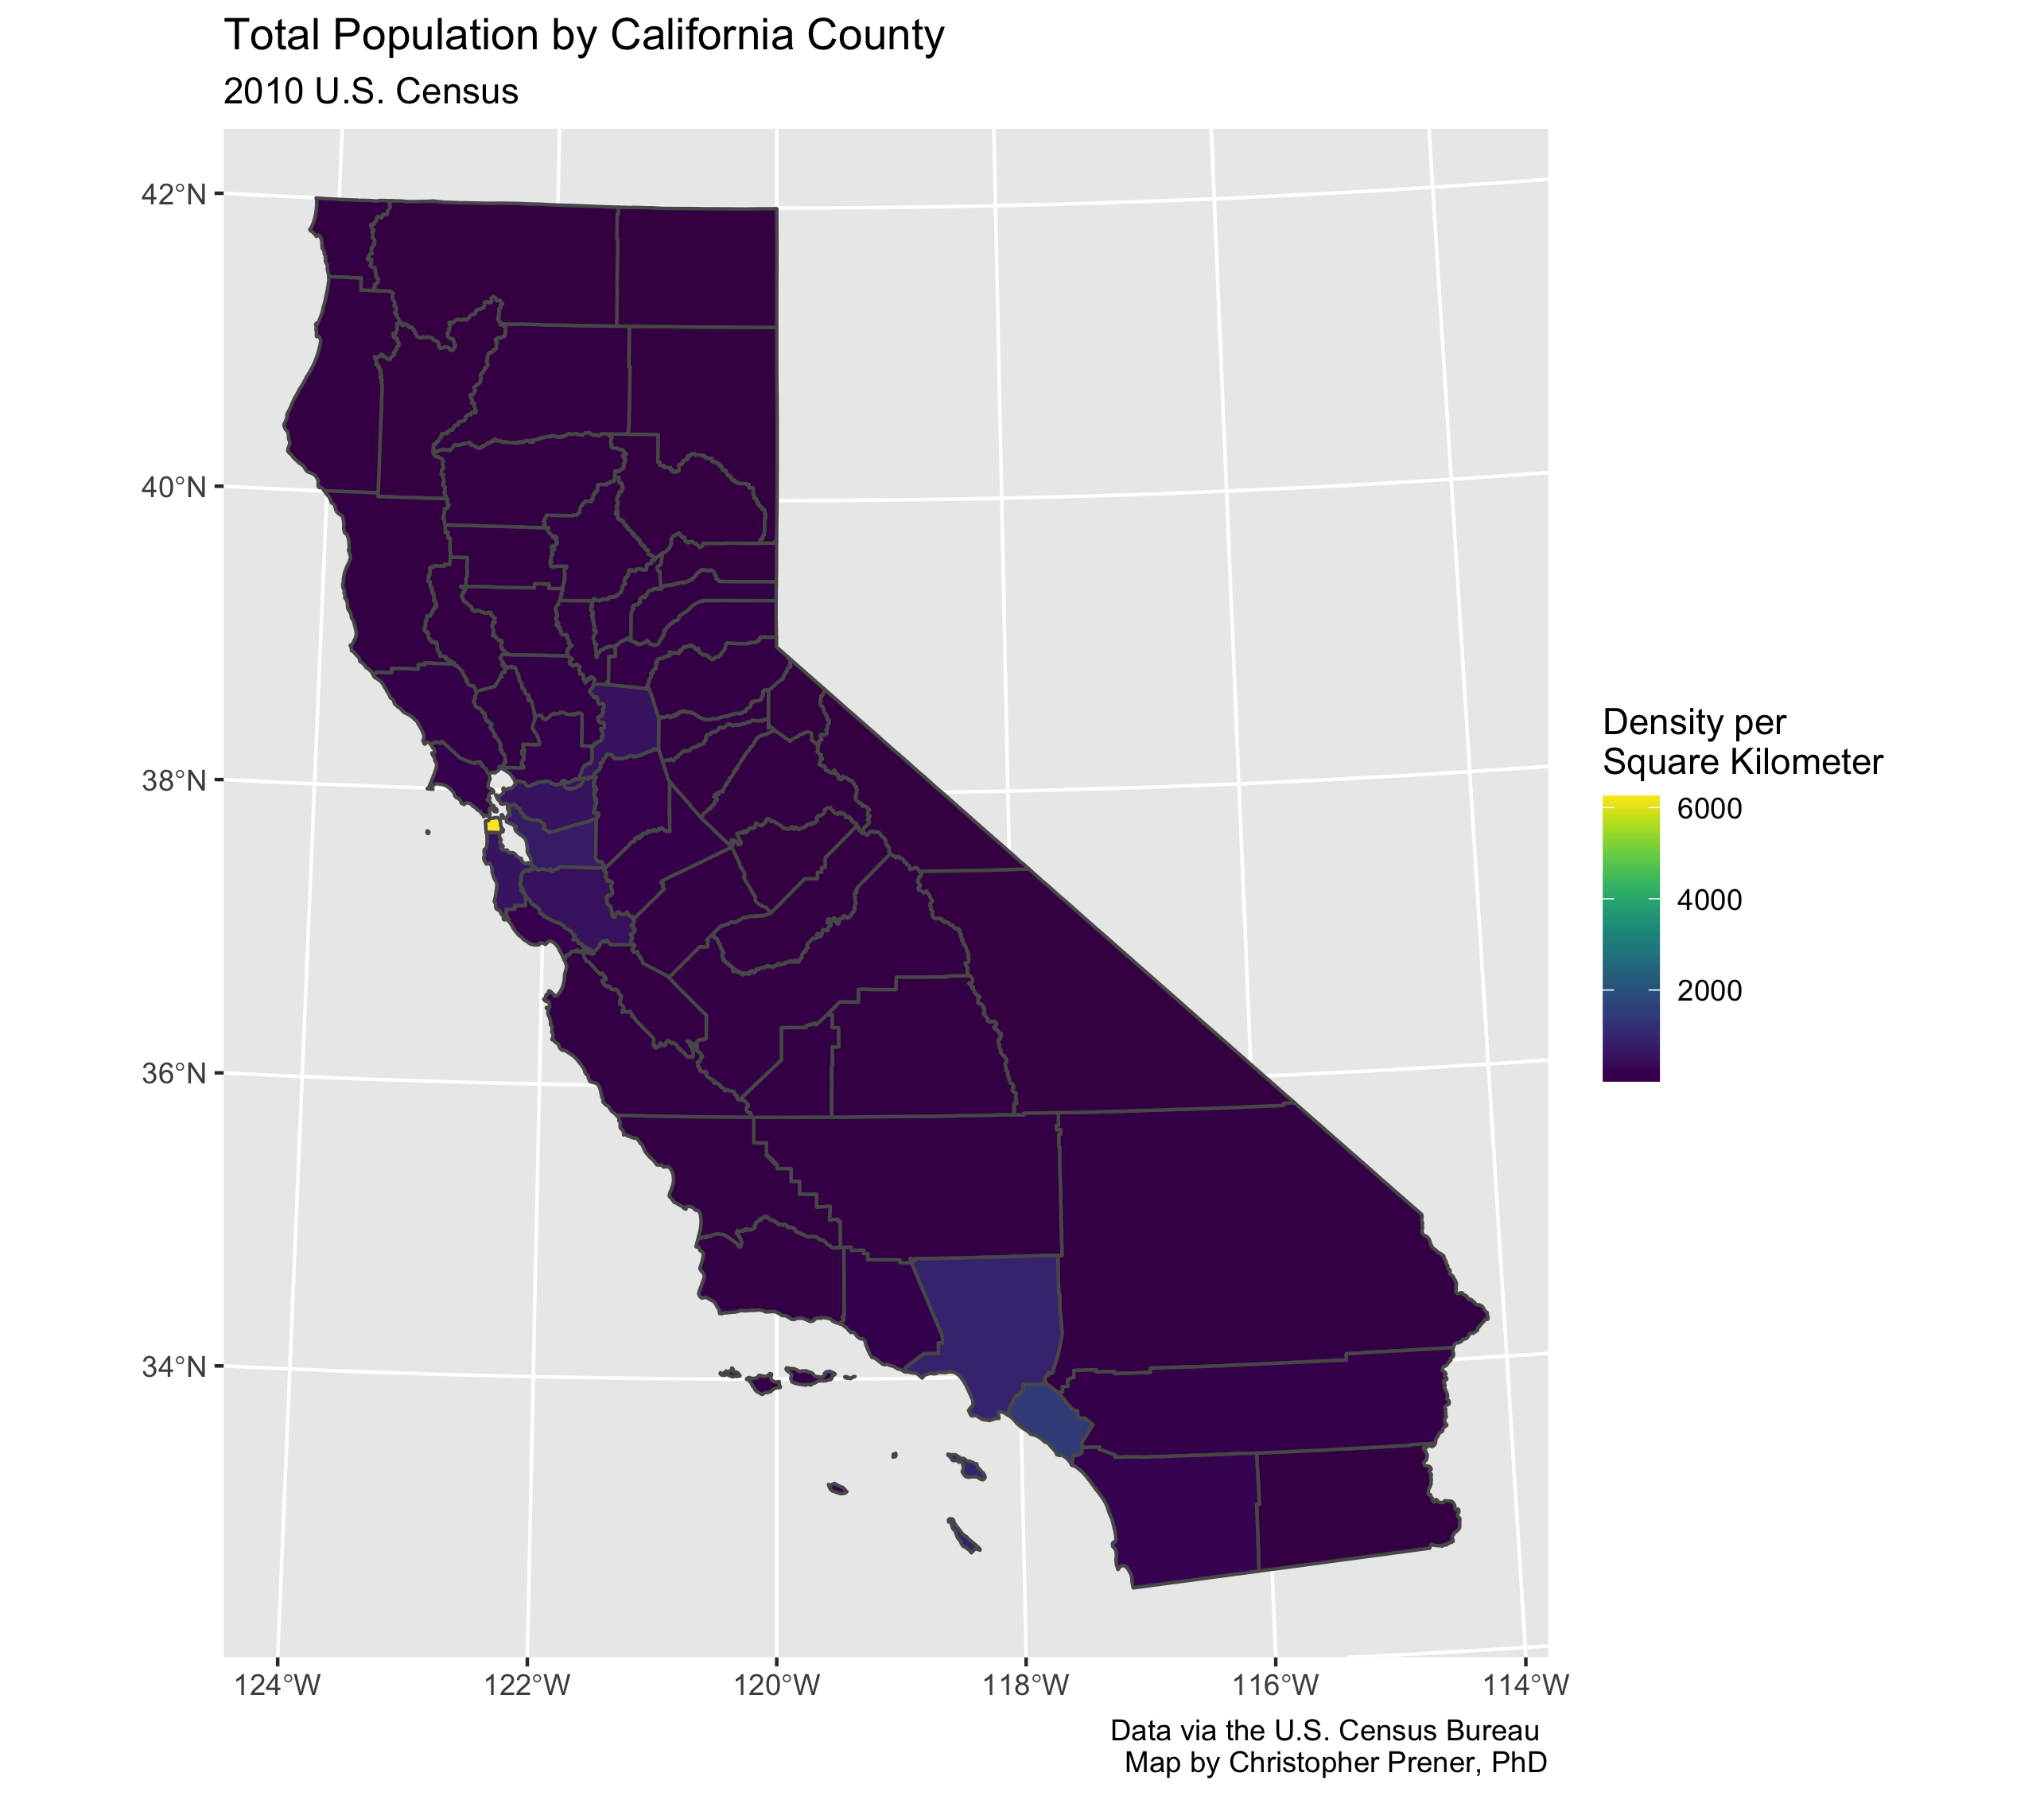 Total Population by California County
2010 U.S. Census
42°N
40°N
38°N
36°N
34°N
124°W
122°W
120°W
118°W
116°W
114°W
Density per
Square Kilometer
6000
4000
2000
Data via the U.S. Census Bureau
Map by Christopher Prener, PhD